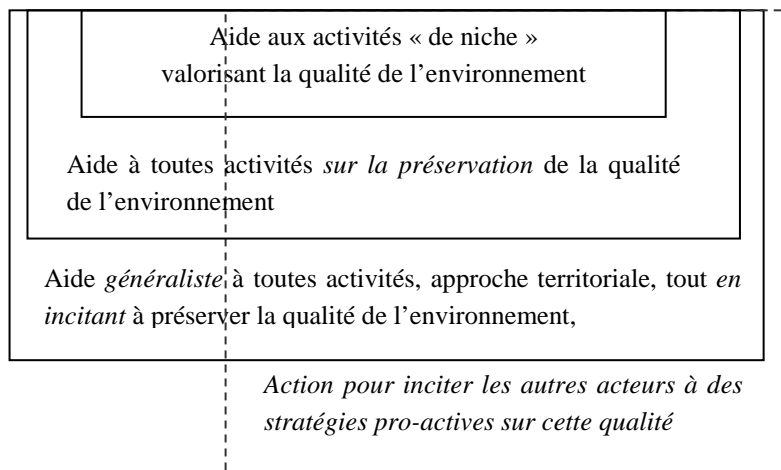 Aide aux activités « de niche »
valorisant la qualité de l’environnement
Aide à toutes activités sur la préservation de la qualité
de l’environnement
Aide généraliste à toutes activités, approche territoriale, tout en
incitant à préserver la qualité de l’environnement,
Action pour inciter les autres acteurs à des
stratégies pro-actives sur cette qualité